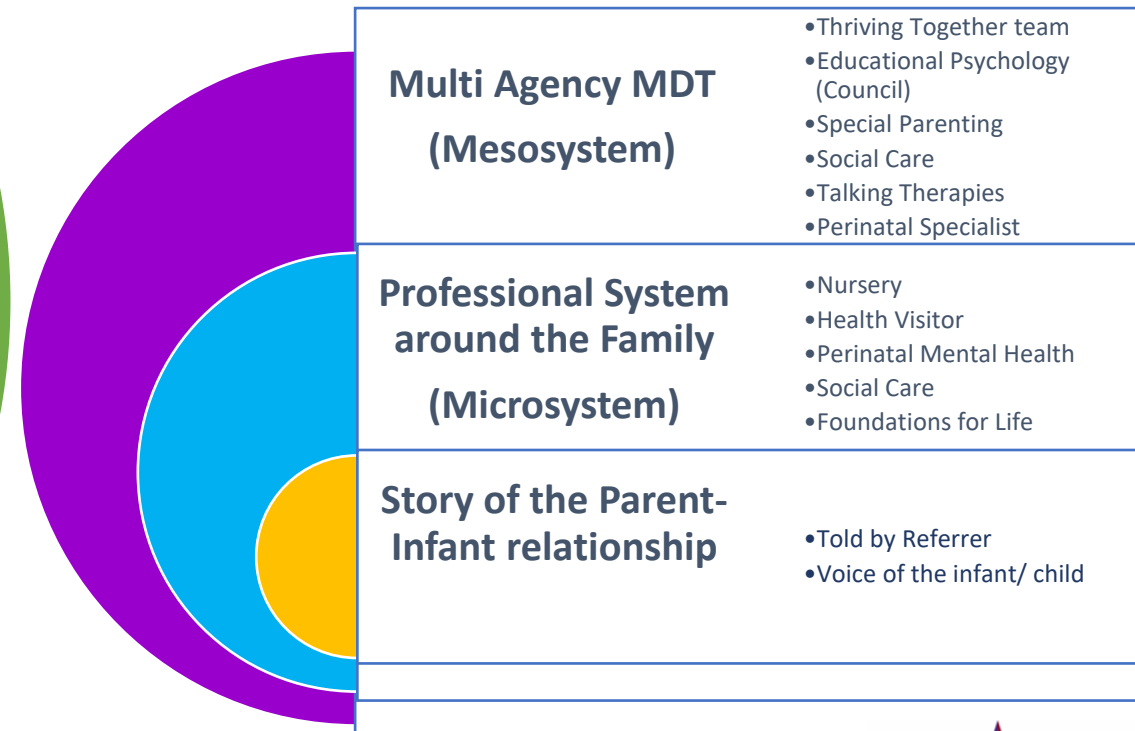 Multi Agency MDT
(Mesosystem)
•Thriving Together team
•Educational Psychology
(Council)
•Special Parenting
•Social Care
•Talking Therapies
•Perinatal Specialist
Professional System
around the Family
(Microsystem)
•Nursery
•Health Visitor
•Perinatal Mental Health
•Social Care
•Foundations for Life
Story of the Parent-
Infant relationship
•Told by Referrer
•Voice of the infant/ child